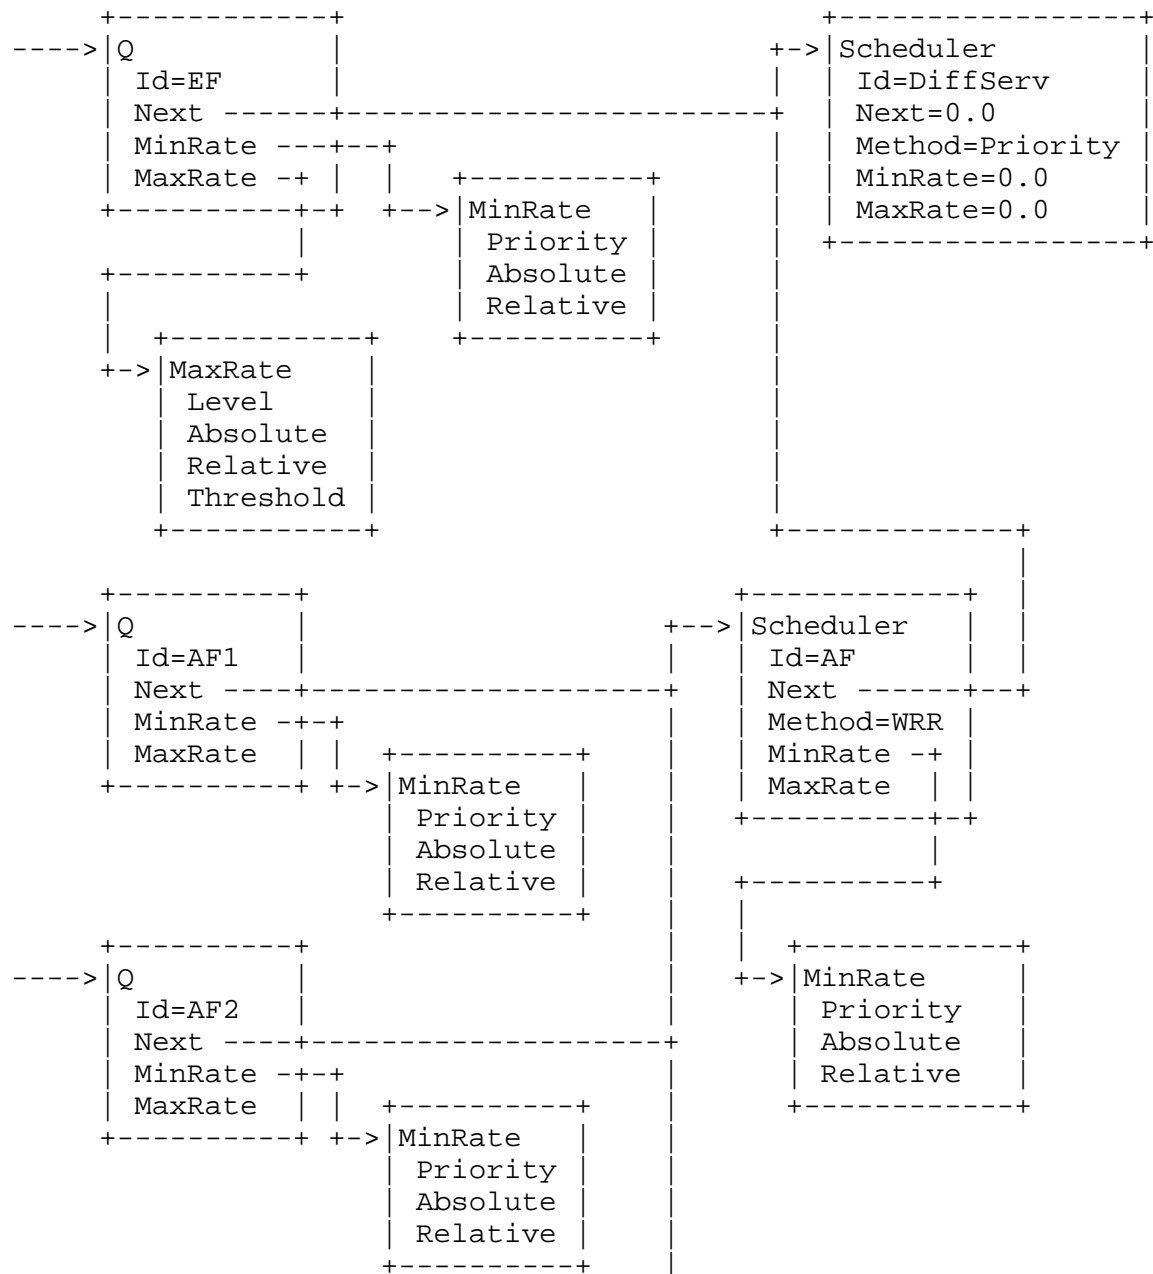 +------------+                           +-----------------+
---->|Q           |                        +->|Scheduler        |
     | Id=EF      |                        |  | Id=DiffServ     |
     | Next ------+------------------------+  | Next=0.0        |
     | MinRate ---+--+                     |  | Method=Priority |
     | MaxRate -+ |  |   +----------+      |  | MinRate=0.0     |
     +----------+-+  +-->|MinRate   |      |  | MaxRate=0.0     |
                |        | Priority |      |  +-----------------+
     +----------+        | Absolute |      |
     |                   | Relative |      |
     |  +-----------+    +----------+      |
     +->|MaxRate    |                      |
        | Level     |                      |
        | Absolute  |                      |
        | Relative  |                      |
        | Threshold |                      |
        +-----------+                      +-------------+
                                                         |
     +----------+                        +------------+  |
---->|Q         |                    +-->|Scheduler   |  |
     | Id=AF1   |                    |   | Id=AF      |  |
     | Next ----+--------------------+   | Next ------+--+
     | MinRate -+-+                  |   | Method=WRR |
     | MaxRate  | |  +----------+    |   | MinRate -+ |
     +----------+ +->|MinRate   |    |   | MaxRate  | |
                     | Priority |    |   +----------+-+
                     | Absolute |    |              |
                     | Relative |    |   +----------+
                     +----------+    |   |
     +----------+                    |   |  +------------+
---->|Q         |                    |   +->|MinRate     |
     | Id=AF2   |                    |      | Priority   |
     | Next ----+--------------------+      | Absolute   |
     | MinRate -+-+                  |      | Relative   |
     | MaxRate  | |  +----------+    |      +------------+
     +----------+ +->|MinRate   |    |
                     | Priority |    |
                     | Absolute |    |
                     | Relative |    |
                     +----------+    |